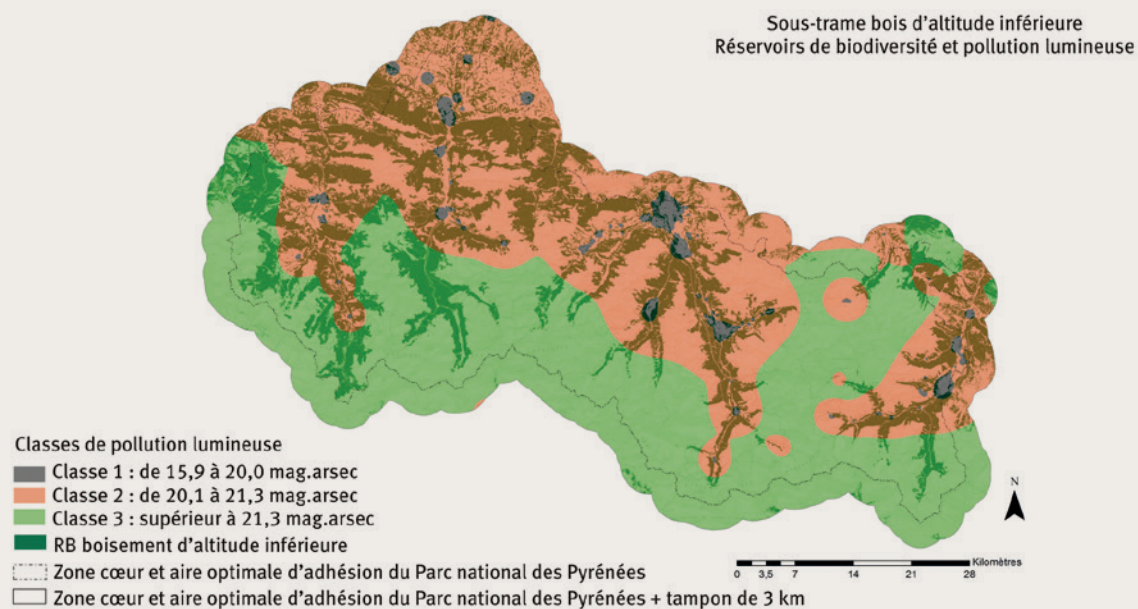 Sous-trame bois d'altitude inférieure
Réservoirs de biodiversité et pollution lumineuse
Classes de pollution lumineuse
Classe 1 : de 15,9 à 20,0 mag.arsec
Classe 2 : de 20,1 à 21,3 mag.arsec
Classe 3 : supérieur à 21,3 mag.arsec
RB boisement d'altitude inférieure
Zone cœur et aire optimale d'adhésion du Parc national des Pyrénées
Zone cœur et aire optimale d'adhésion du Parc national des Pyrénées + tampon de 3 km
N
Kilomètres
0 3,5 7 14 21 28